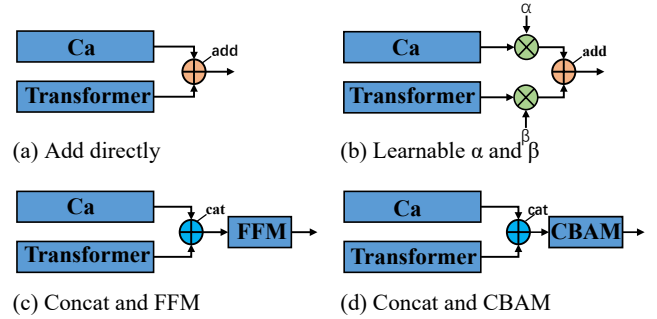 Ca
add
Transformer
(a) Add directly
α
Ca
add
Transformer
β
(b) Learnable α and β
Ca
cat
Transformer
FFM
(c) Concat and FFM
Ca
cat
Transformer
CBAM
(d) Concat and CBAM